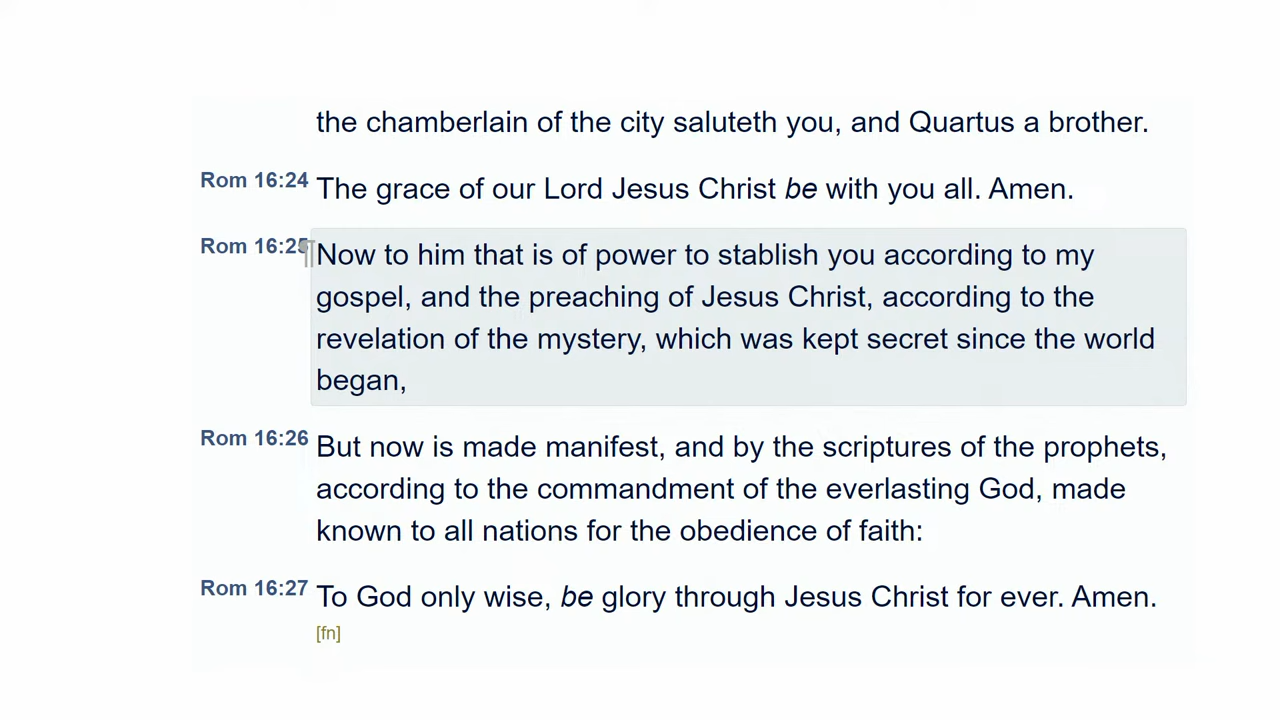 the chamberlain of the city saluteth you, and Quartus a brother.
Rom 16:24 The grace of our Lord Jesus Christ be with you all. Amen.
Rom 16:25 ¶Now to him that is of power to stablish you according to my
gospel, and the preaching of Jesus Christ, according to the
revelation of the mystery, which was kept secret since the world
began,
Rom 16:26 But now is made manifest, and by the scriptures of the prophets,
according to the commandment of the everlasting God, made
known to all nations for the obedience of faith:
Rom 16:27 To God only wise, be glory through Jesus Christ for ever. Amen.
[fn]